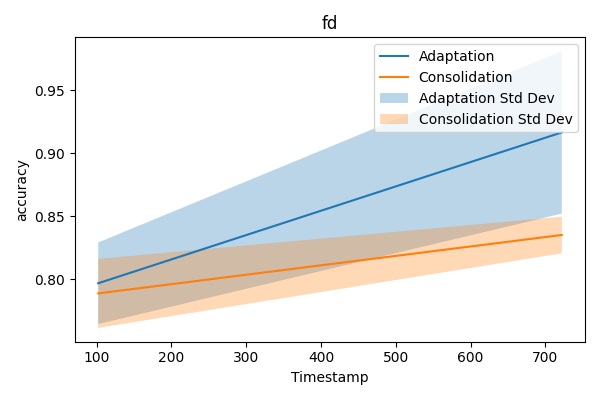 fd
Adaptation
Consolidation
Adaptation Std Dev
Consolidation Std Dev
accuracy
0.95
0.90
0.85
0.80
100 200 300 400 500 600 700
Timestamp